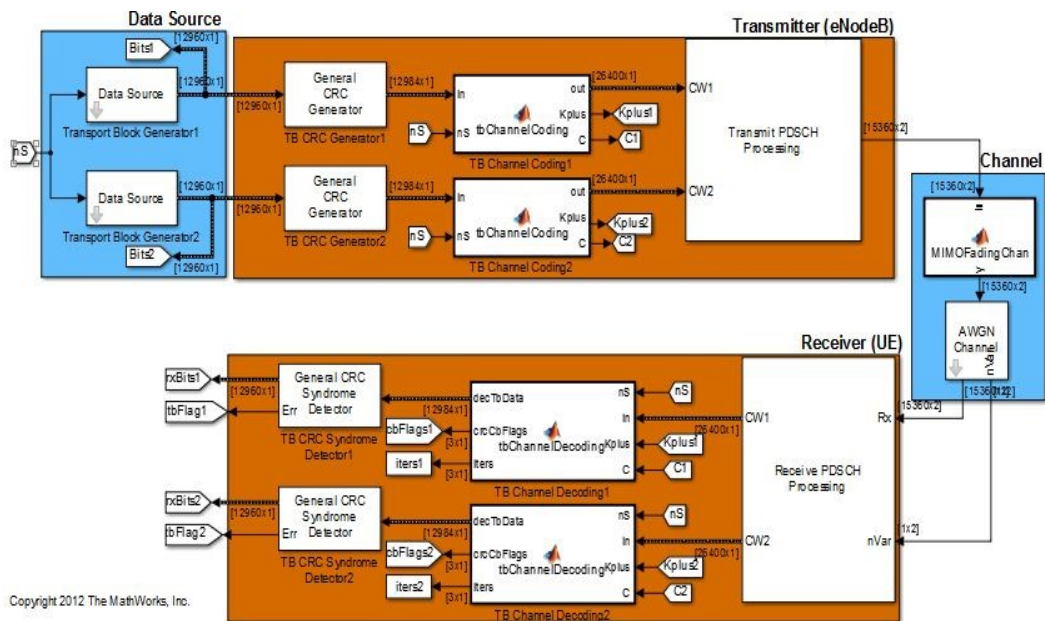 Data Source
Transmitter (eNodeB)
[12960x1]
Bits1
[12960x1]
Data Source
[12960x1]
Transport Block Generator1
General
CRC
Generator
TB CRC Generator1
[12984x1]
In
nS
nS
tbChannelCoding
out
Kplus
C
TB Channel Coding1
[26400x1]
Kplus1
C1
CW1
Transmit PDSCH
Processing
[15360x2]
nS
Data Source
Transport Block Generator2
[12960x1]
[12960x1]
Bits2
[12960x1]
General
CRC
Generator
TB CRC Generator2
[12984x1]
In
nS
nS
tbChannelCoding
out
Kplus
C
TB Channel Coding2
[26400x1]
Kplus2
C2
CW2
Channel
[15360x2]
In
MIMOFadingChan
Y
[15360x2]
AWGN
Channel
nVar
[15360x2]
Receiver (UE)
rxBits1
[12960x1]
tbFlag1
General CRC
Syndrome
Detector
Err
TB CRC Syndrome
Detector1
[12984x1]
cbFlags1
[3x1]
iters1
[3x1]
decTbData
crcCbFlags
iters
tbChannelDecoding
nS
In
Kplus
C
TB Channel Decoding1
nS
[26400x1]
Kplus1
C1
CW1
Receive PDSCH
Processing
Rx
[15360x2]
rxBits2
[12960x1]
tbFlag2
General CRC
Syndrome
Detector
Err
TB CRC Syndrome
Detector2
[12984x1]
cbFlags2
[3x1]
iters2
[3x1]
decTbData
crcCbFlags
iters
tbChannelDecoding
nS
In
Kplus
C
TB Channel Decoding2
nS
[26400x1]
Kplus2
C2
CW2
nVar
[1x2]
Copyright 2012 The MathWorks, Inc.